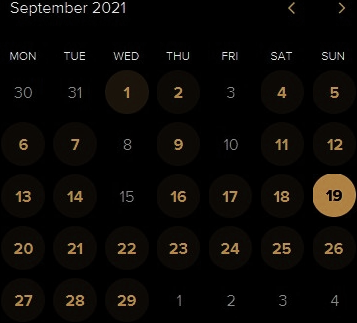 September 2021
MON TUE WED THU FRI SAT SUN
30 31 1 2 3 4 5
6 7 8 9 10 11 12
13 14 15 16 17 18 19
20 21 22 23 24 25 26
27 28 29 1 2 3 4